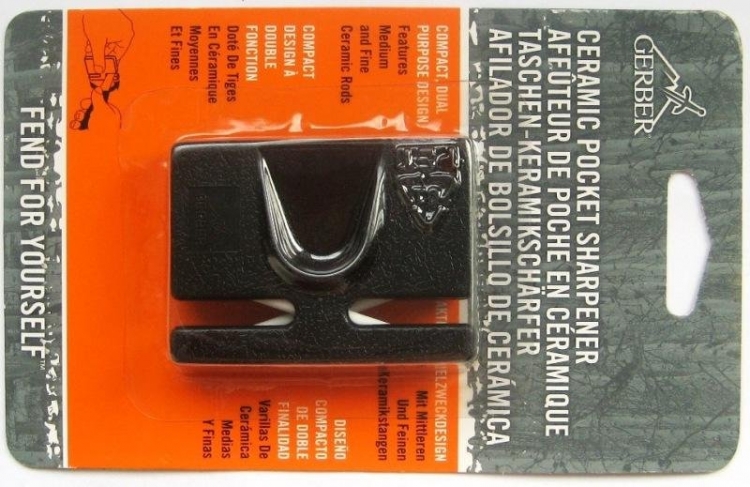 GERBER
CERAMIC POCKET SHARPENER
AFFÛTEUR DE POCHE EN CÉRAMIQUE
TASCHEN-KERAMIKSCHÄRFER
AFILADOR DE BOLSILLO DE CERÁMICA
COMPACT, DUAL
PURPOSE DESIGN
Features
Medium
and Fine
Ceramic Rods
COMPACT
DESIGN À
DOUBLE
FONCTION
Doté De Tiges
En Céramique
Moyennes
Et Fines
ELZWECKDESIGN
Mit Mittleren
Und Feinen
Keramikstangen
DISEÑO
COMPACTO
DE DOBLE
FINALIDAD
Varillas De
Cerámica
Medias
Y Finas
FEND FOR YOURSELF™